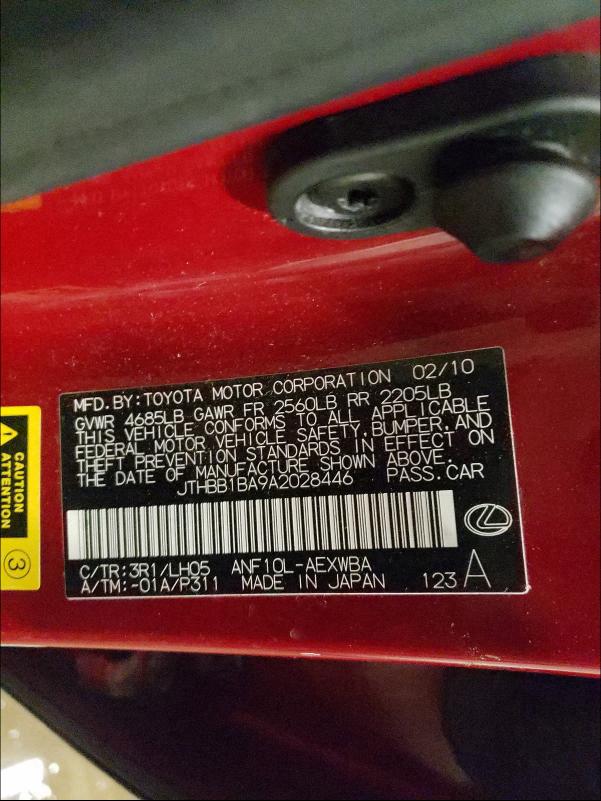 MFD.BY:TOYOTA MOTOR CORPORATION 02/10
GVWR 4685LB GAWR FR 2560LB RR 2205LB
THIS VEHICLE CONFORMS TO ALL APPLICABLE
FEDERAL MOTOR VEHICLE SAFETY, BUMPER, AND
THEFT PREVENTION STANDARDS IN EFFECT ON
THE DATE OF MANUFACTURE SHOWN ABOVE.
JTHBB1BA9A2028446 PASS.CAR
C/TR:3R1/LH05 ANF10L-AEXWBA
A/TM:-01A/P311 MADE IN JAPAN 123 A
CAUTION
ATTENTION
3